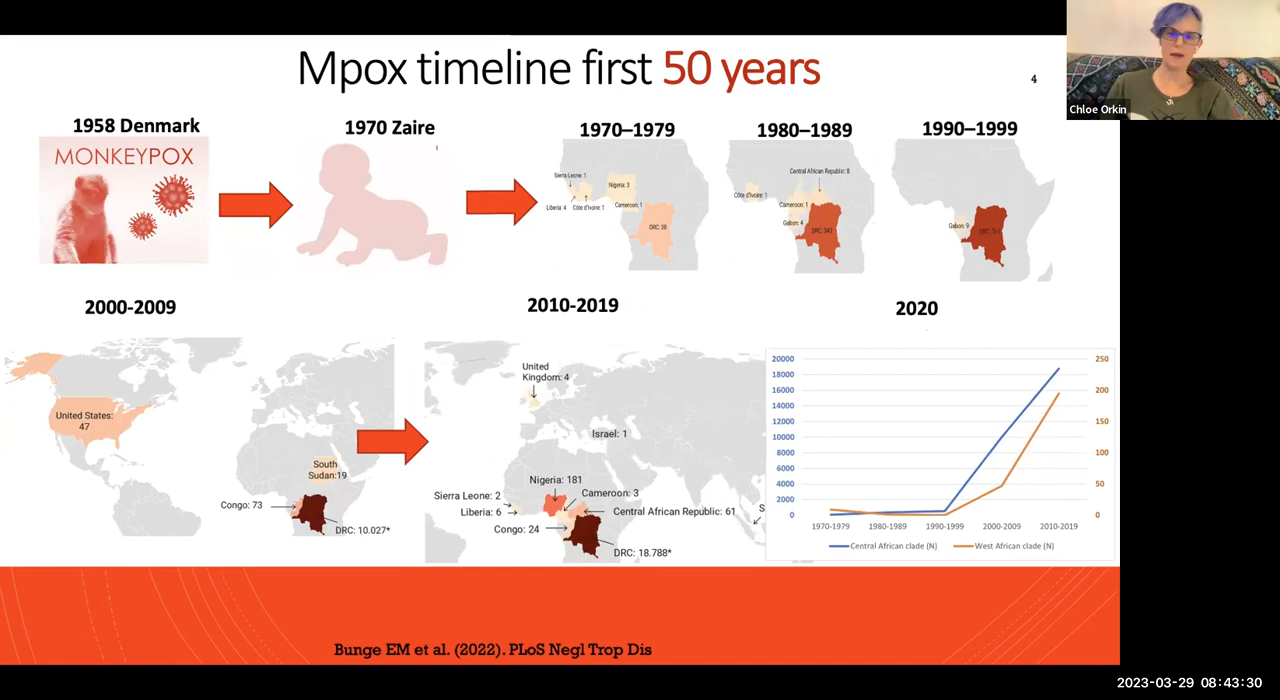 Mpox timeline first 50 years
4
Chloe Orkin
1958 Denmark
MONKEYPOX
1970 Zaire
1970–1979
Sierra Leone: 1
Nigeria: 3
Liberia: 4
Côte d'Ivoire: 1
Cameroon: 1
DRC: 38
1980–1989
Central African Republic: 8
Côte d'Ivoire: 1
Cameroon: 1
Gabon: 4
DRC: 343
1990–1999
Gabon: 9
2000-2009
United States:
47
South
Sudan:19
Congo: 73
DRC: 10.027*
2010-2019
United
Kingdom: 4
Israel: 1
Nigeria: 181
Sierra Leone: 2
Cameroon: 3
Liberia: 6
Central African Republic: 61
Congo: 24
DRC: 18.788*
S
2020
20000
18000
16000
14000
12000
10000
8000
6000
4000
2000
0
250
200
150
100
50
0
1970-1979
1980-1989
1990-1999
2000-2009
2010-2019
Central African clade (N)
West African clade (N)
Bunge EM et al. (2022). PLoS Negl Trop Dis
2023-03-29 08:43:30